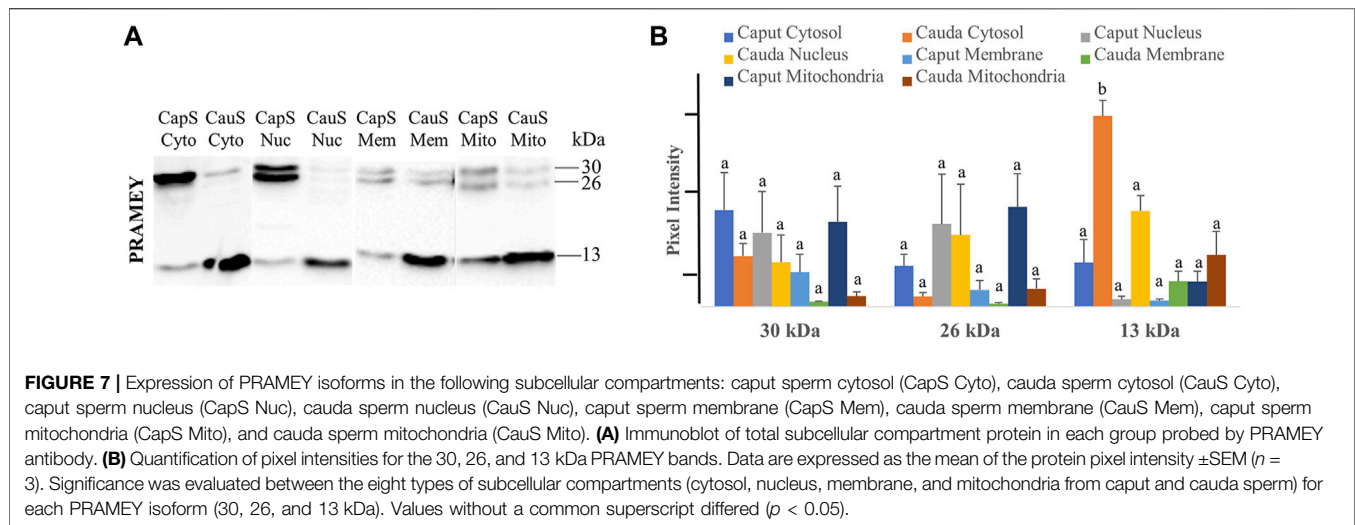 A
CapS CauS CapS CauS CapS CauS CapS CauS
Cyto Cyto Nuc Nuc Mem Mem Mito Mito kDa
PRAMEY
30
26
13
B
Caput Cytosol Cauda Cytosol Caput Nucleus
Cauda Nucleus Caput Membrane Cauda Membrane
Caput Mitochondria Cauda Mitochondria
Pixel Intensity
a a a a a a a a
a a a a a a a a
a b a a a a a a
30 kDa 26 kDa 13 kDa
FIGURE 7 | Expression of PRAMEY isoforms in the following subcellular compartments: caput sperm cytosol (CapS Cyto), cauda sperm cytosol (CauS Cyto),
caput sperm nucleus (CapS Nuc), cauda sperm nucleus (CauS Nuc), caput sperm membrane (CapS Mem), cauda sperm membrane (CauS Mem), caput sperm
mitochondria (CapS Mito), and cauda sperm mitochondria (CauS Mito). (A) Immunoblot of total subcellular compartment protein in each group probed by PRAMEY
antibody. (B) Quantification of pixel intensities for the 30, 26, and 13 kDa PRAMEY bands. Data are expressed as the mean of the protein pixel intensity ±SEM (n =
3). Significance was evaluated between the eight types of subcellular compartments (cytosol, nucleus, membrane, and mitochondria from caput and cauda sperm) for
each PRAMEY isoform (30, 26, and 13 kDa). Values without a common superscript differed (p < 0.05).